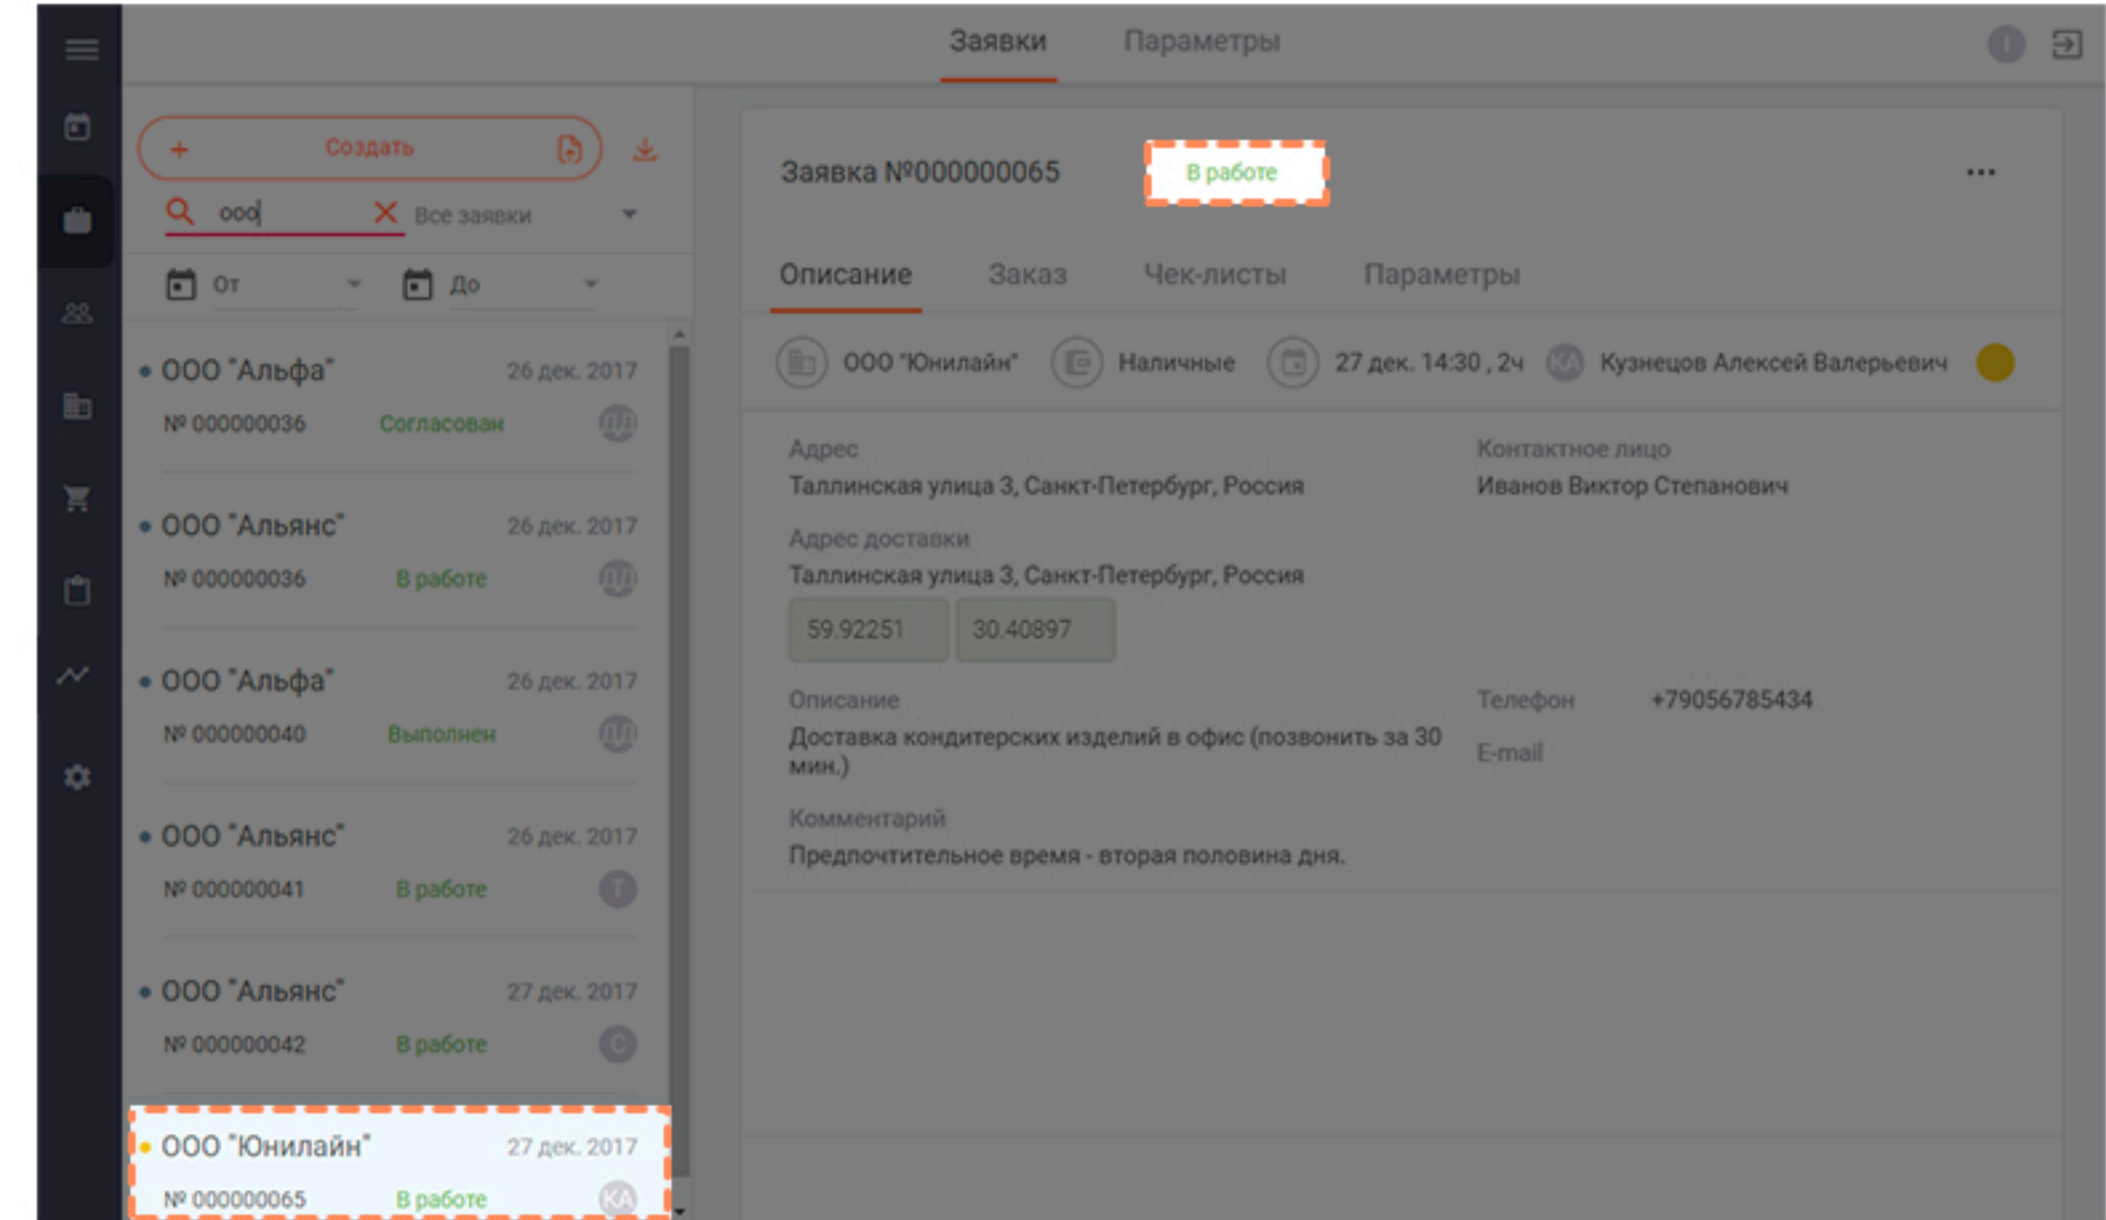 Заявки Параметры
I
+ Создать
ооо Все заявки
От До
ООО "Альфа" 26 дек. 2017
№ 000000036 Согласован
ООО "Альянс" 26 дек. 2017
№ 000000036 В работе
ООО "Альфа" 26 дек. 2017
№ 000000040 Выполнен
ООО "Альянс" 26 дек. 2017
№ 000000041 В работе Т
ООО "Альянс" 27 дек. 2017
№ 000000042 В работе С
ООО "Юнилайн" 27 дек. 2017
№ 000000065 В работе КА
Заявка №000000065 В работе ...
Описание Заказ Чек-листы Параметры
ООО "Юнилайн" Наличные 27 дек. 14:30 , 2ч КА Кузнецов Алексей Валерьевич
Адрес
Таллинская улица 3, Санкт-Петербург, Россия
Контактное лицо
Иванов Виктор Степанович
Адрес доставки
Таллинская улица 3, Санкт-Петербург, Россия
59.92251 30.40897
Описание
Доставка кондитерских изделий в офис (позвонить за 30
мин.)
Телефон +79056785434
E-mail
Комментарий
Предпочтительное время - вторая половина дня.